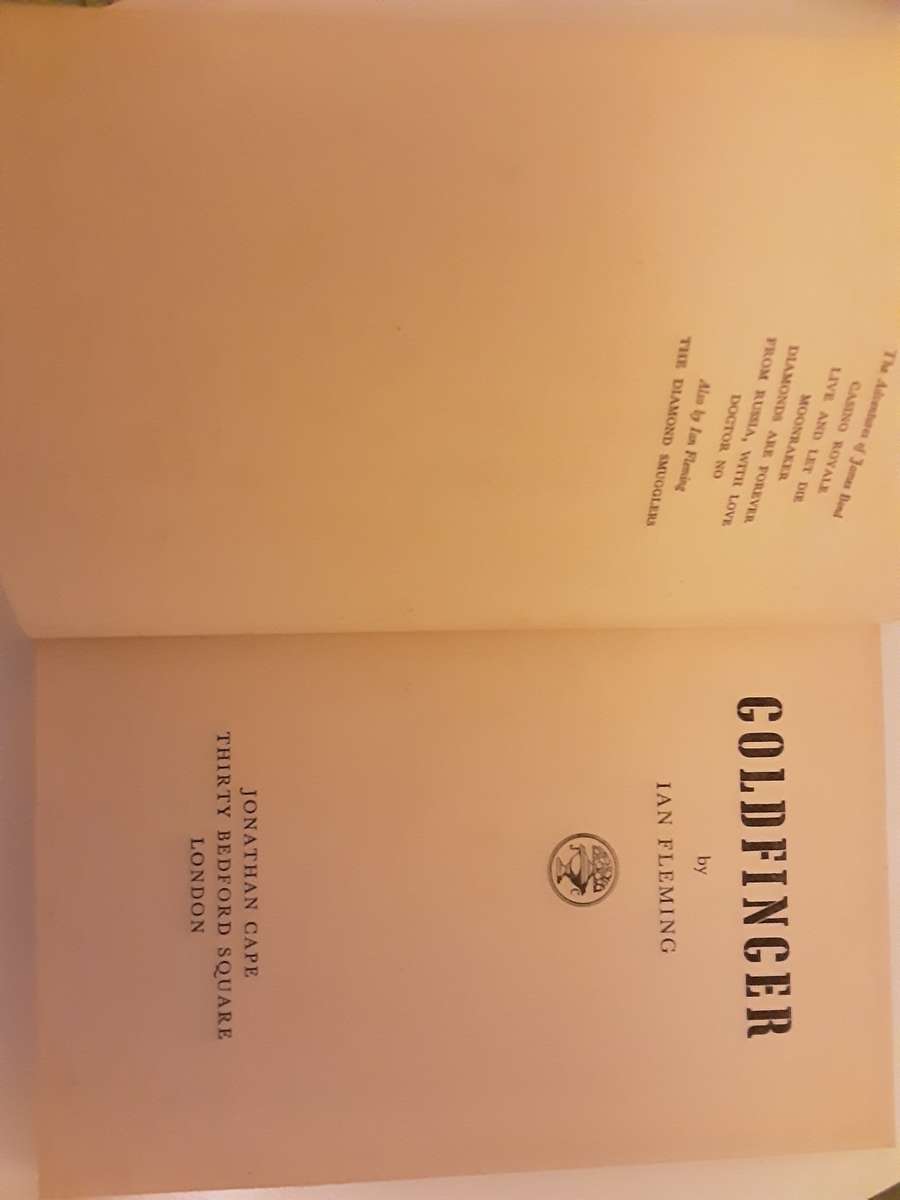 The Adventures of James Bond
CASINO ROYALE
LIVE AND LET DIE
MOONRAKER
DIAMONDS ARE FOREVER
FROM RUSSIA, WITH LOVE
DOCTOR NO
Also by Ian Fleming
THE DIAMOND SMUGGLERS
GOLDFINGER
by
IAN FLEMING
J C
JONATHAN CAPE
THIRTY BEDFORD SQUARE
LONDON